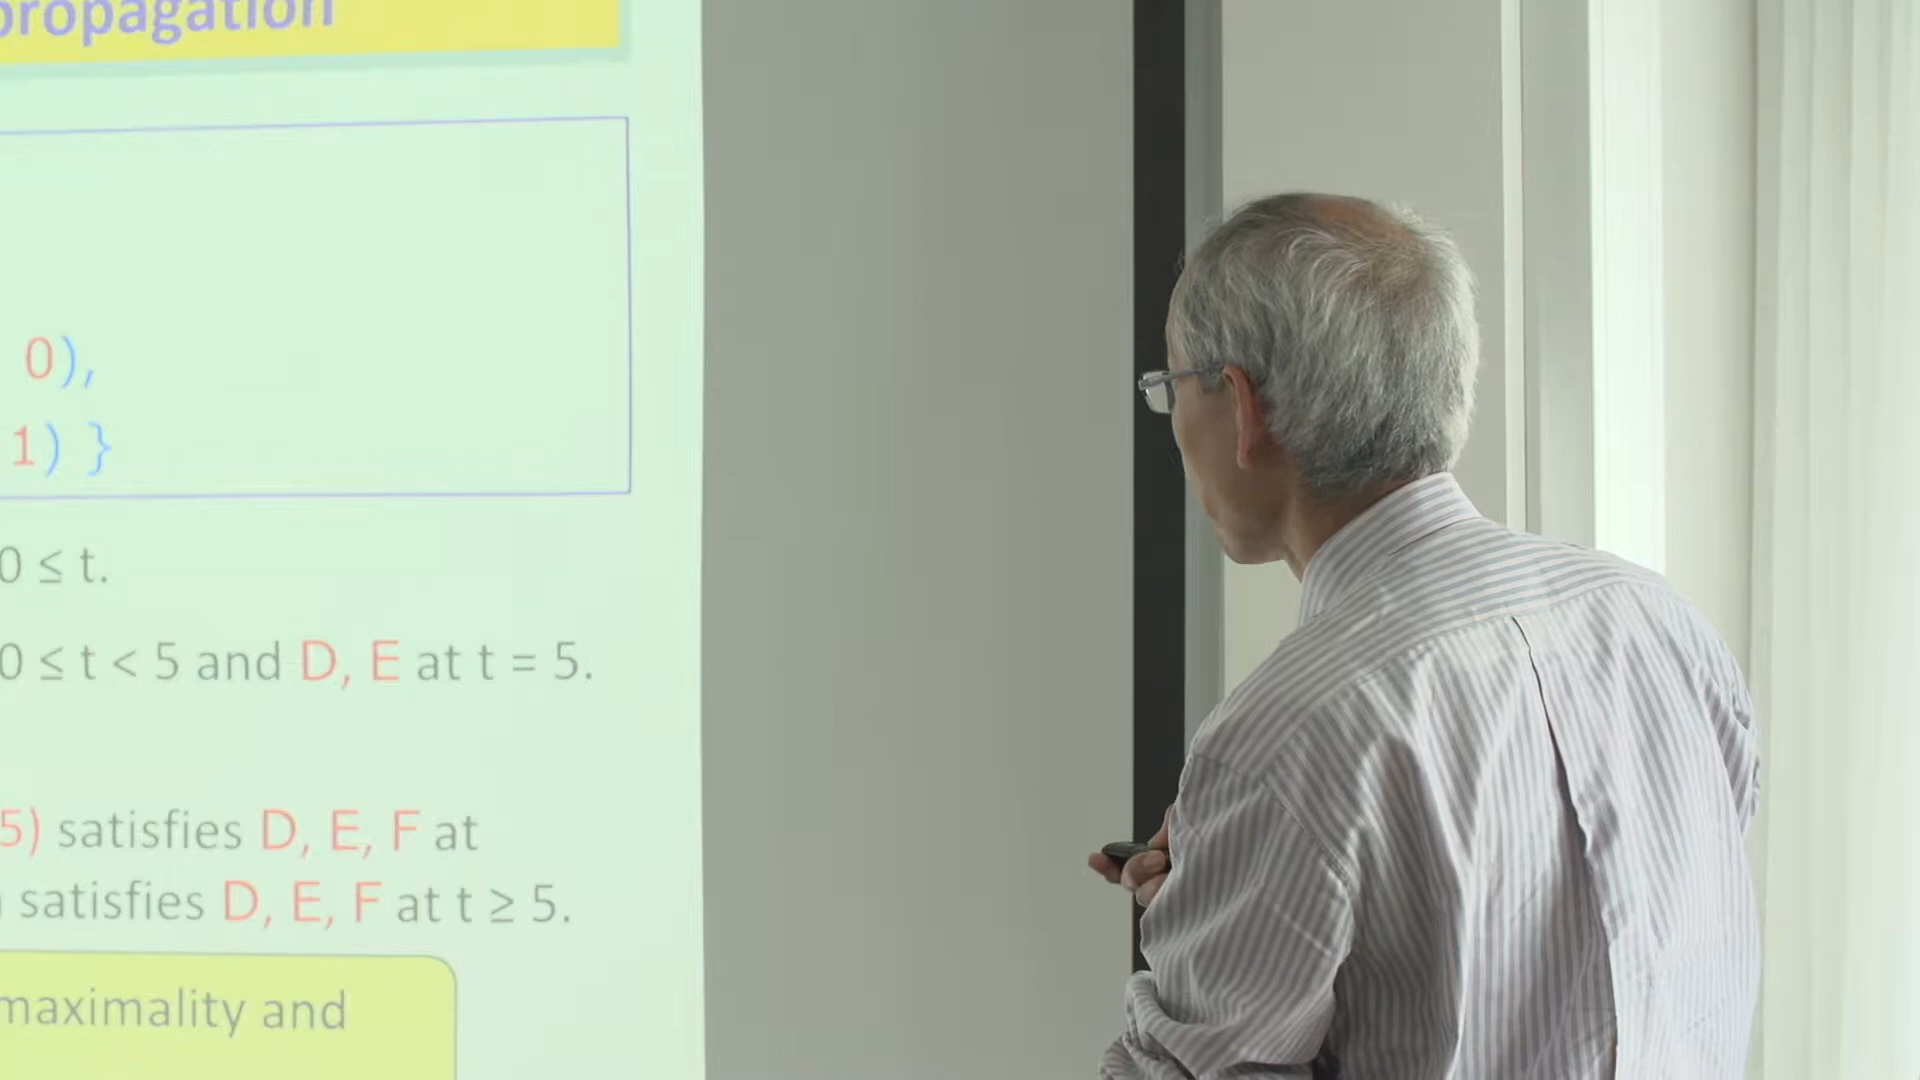 propagation
0),
1) }
0 ≤ t.
0 ≤ t < 5 and D, E at t = 5.
5) satisfies D, E, F at
satisfies D, E, F at t ≥ 5.
maximality and